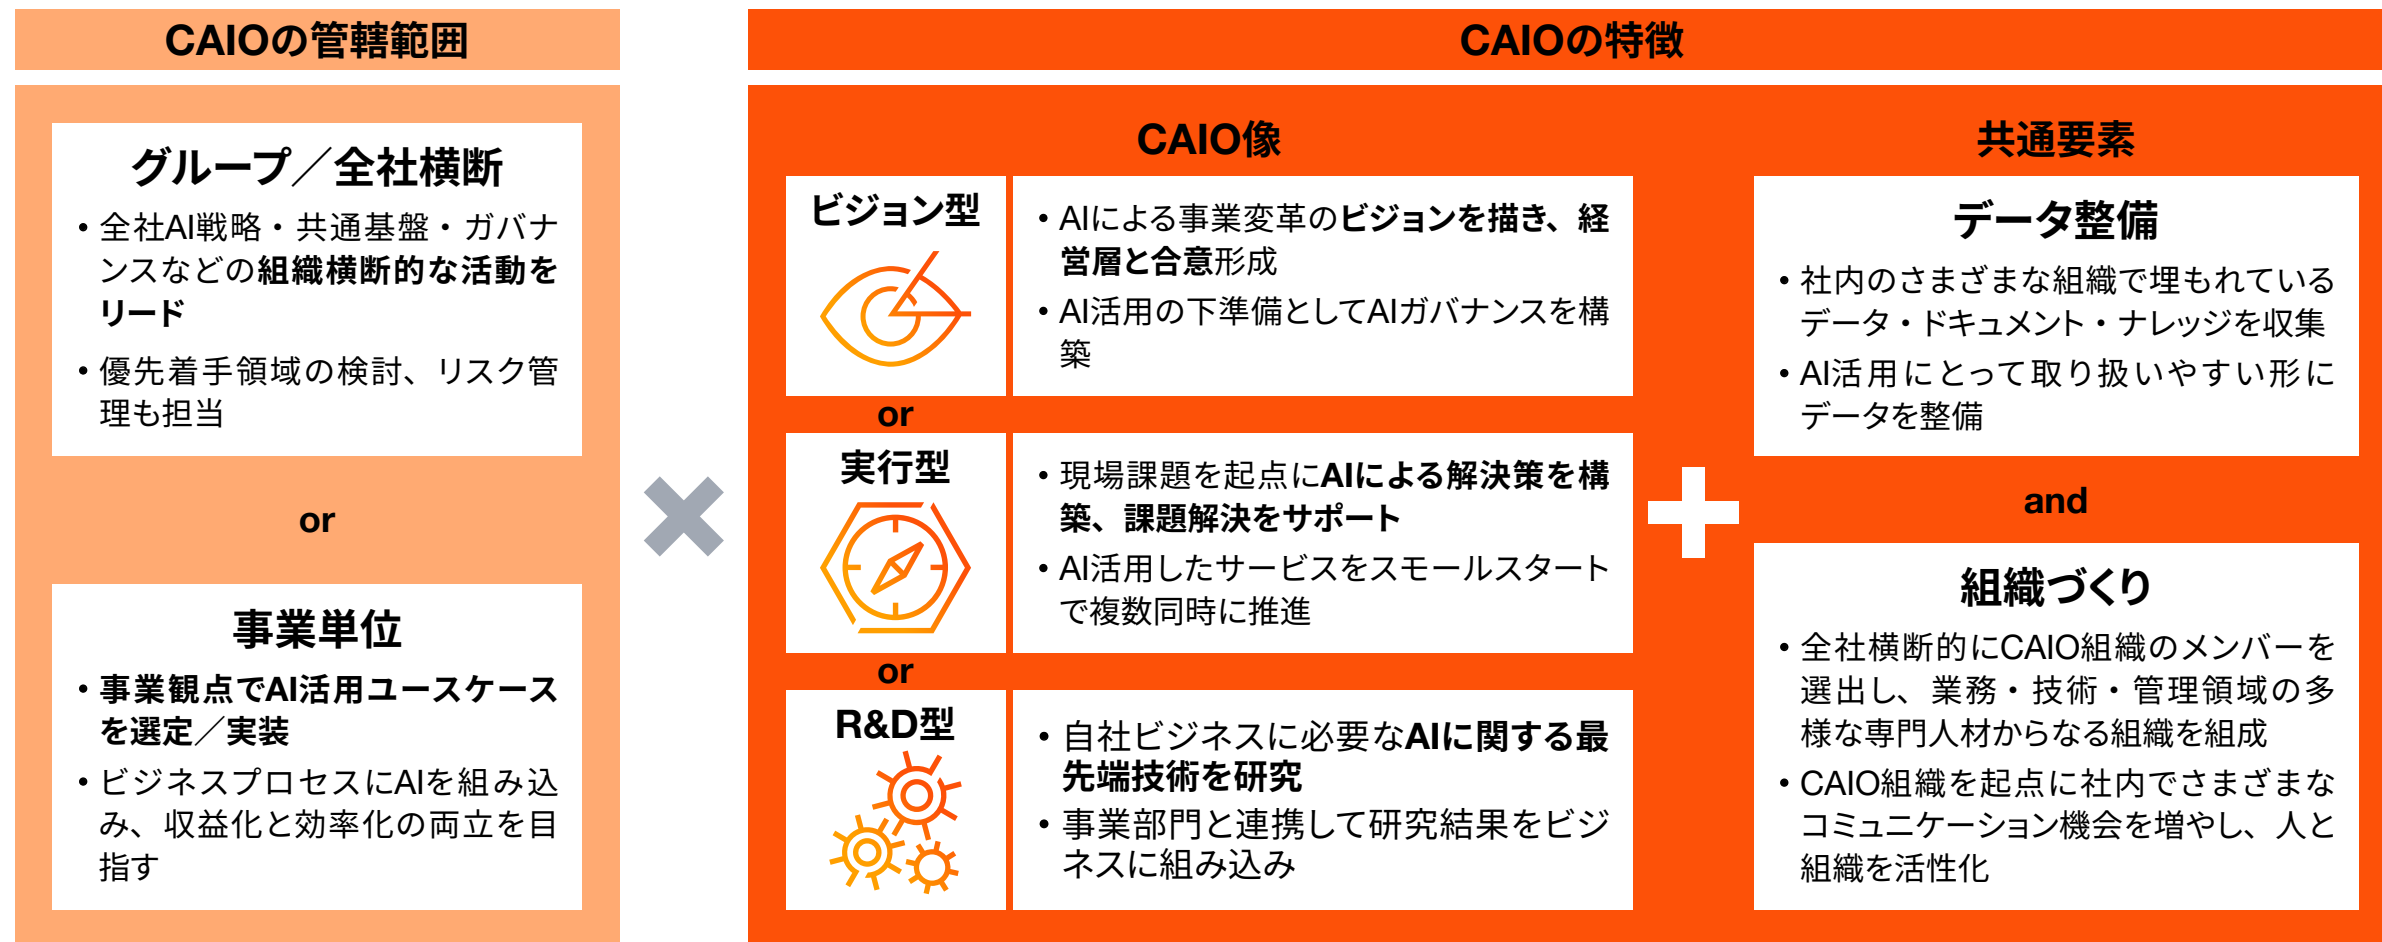 CAIOの管轄範囲
グループ／全社横断
・全社AI戦略・共通基盤・ガバナ
ンスなどの組織横断的な活動を
リード
・優先着手領域の検討、リスク管
理も担当
or
事業単位
・事業観点でAI活用ユースケース
を選定／実装
・ビジネスプロセスにAIを組み込
み、収益化と効率化の両立を目
指す
CAIOの特徴
CAIO像
ビジョン型
・AIによる事業変革のビジョンを描き、経
営層と合意形成
・AI活用の下準備としてAIガバナンスを構
築
or
実行型
・現場課題を起点にAIによる解決策を構
築、課題解決をサポート
・AI活用したサービスをスモールスタート
で複数同時に推進
or
R&D型
・自社ビジネスに必要なAIに関する最
先端技術を研究
・事業部門と連携して研究結果をビジ
ネスに組み込み
共通要素
データ整備
・社内のさまざまな組織で埋もれている
データ・ドキュメント・ナレッジを収集
・AI活用にとって取り扱いやすい形に
データを整備
and
組織づくり
・全社横断的にCAIO組織のメンバーを
選出し、業務・技術・管理領域の多
様な専門人材からなる組織を組成
・CAIO組織を起点に社内でさまざまな
コミュニケーション機会を増やし、人と
組織を活性化